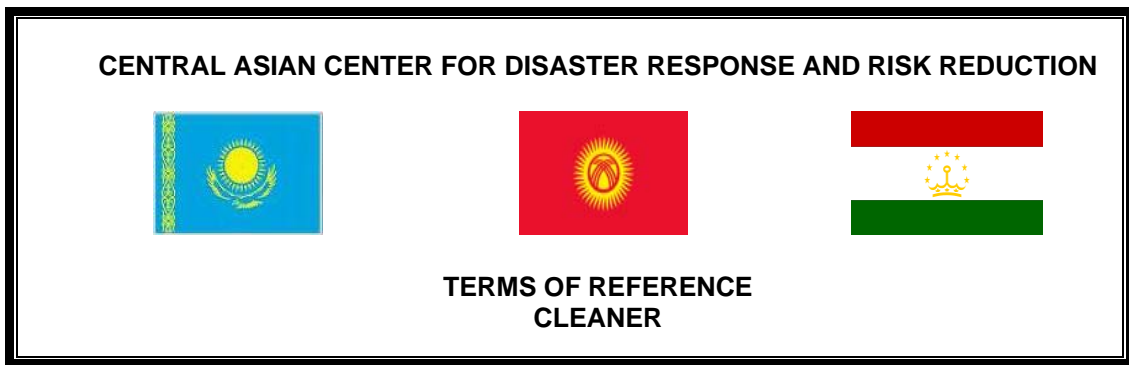 CENTRAL ASIAN CENTER FOR DISASTER RESPONSE AND RISK REDUCTION
TERMS OF REFERENCE
CLEANER